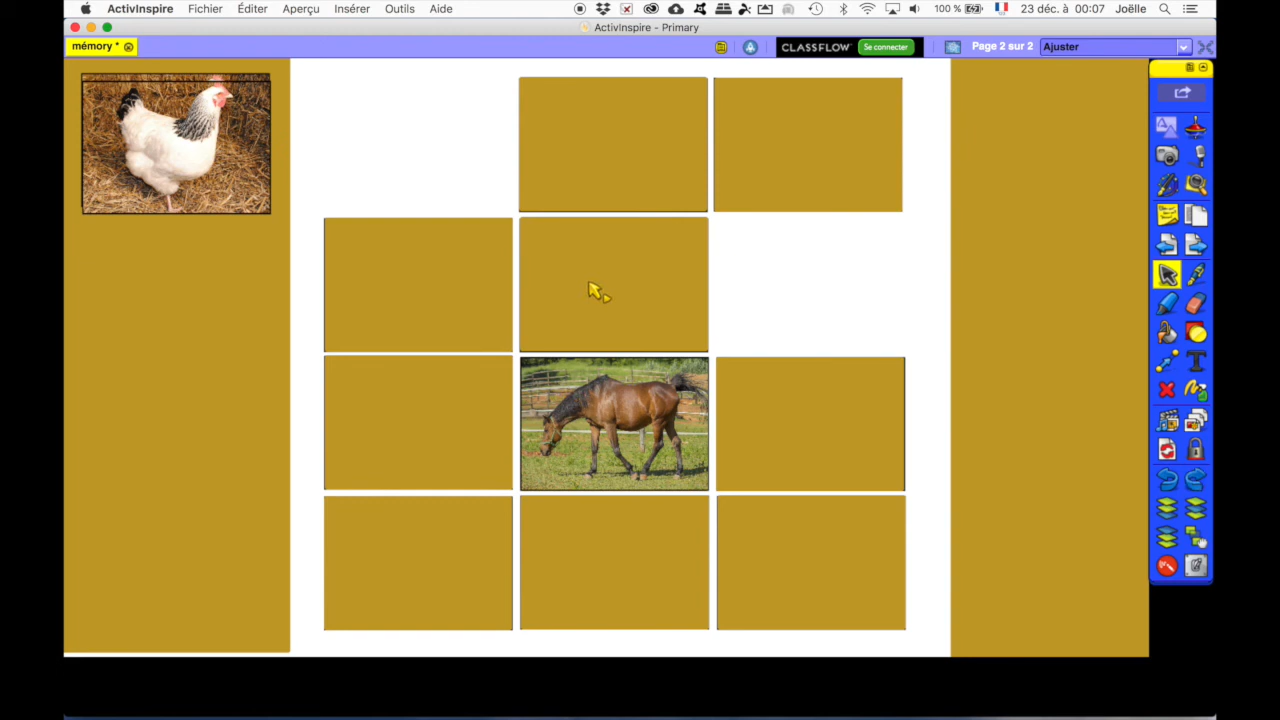 ActivInspire Fichier Éditer Aperçu Insérer Outils Aide 100 % 23 déc. à 00:07 Joëlle
ActivInspire - Primary
mémory * CLASSFLOW Se connecter Page 2 sur 2 Ajuster